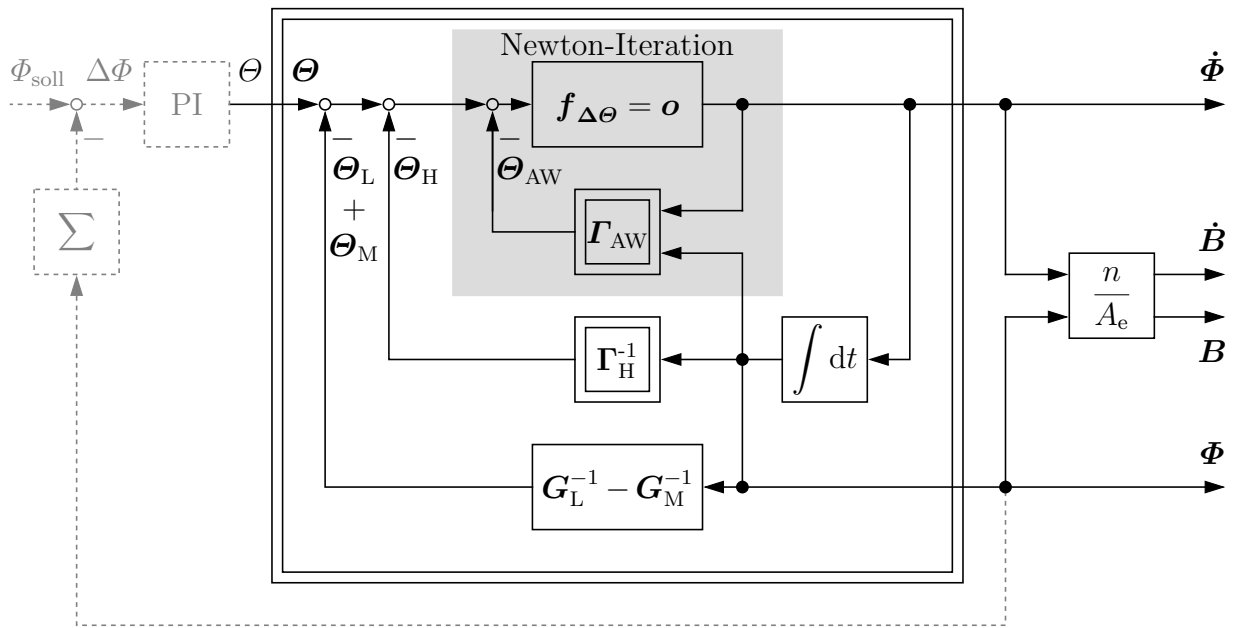 Newton-Iteration
Φ_soll
ΔΦ
Θ
Θ
Φ̇
PI
f_ΔΘ = o
−
−
−
−
Θ_L
+
Θ_M
Θ_H
Θ_AW
∑
Γ_AW
Ḃ
n
A_e
Γ_H^-1
∫ dt
B
Φ
G_L^−1 − G_M^−1